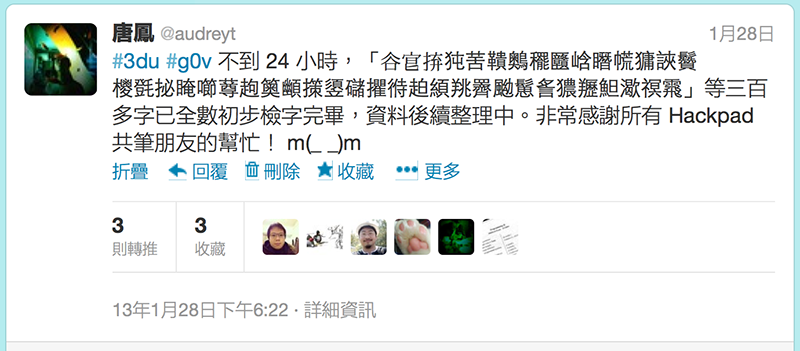 唐鳳 @audreyt 1月28日
#3du #g0v 不到 24 小時，「
」等三百
多字已全數初步檢字完畢，資料後續整理中。非常感謝所有 Hackpad
共筆朋友的幫忙！ m(_ _)m
折疊 回覆 刪除 收藏 更多
3 3
則轉推 收藏
13年1月28日下午6:22 · 詳細資訊